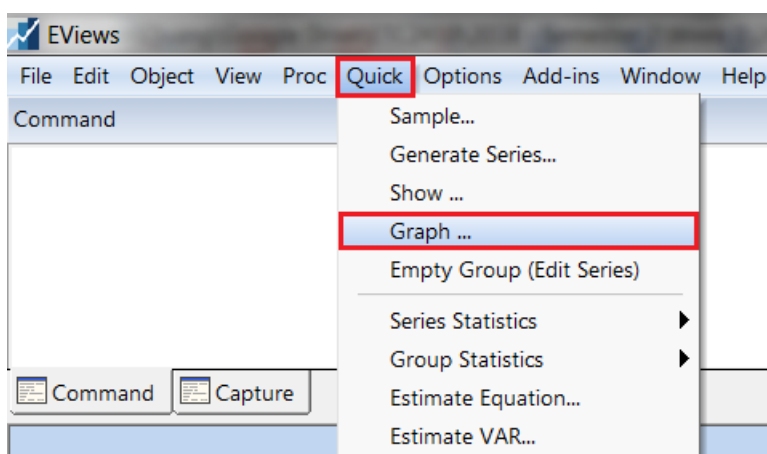 EViews
File Edit Object View Proc Quick Options Add-ins Window Help
Command
Sample...
Generate Series...
Show ...
Graph ...
Empty Group (Edit Series)
Series Statistics
Group Statistics
Estimate Equation...
Estimate VAR...
Command Capture